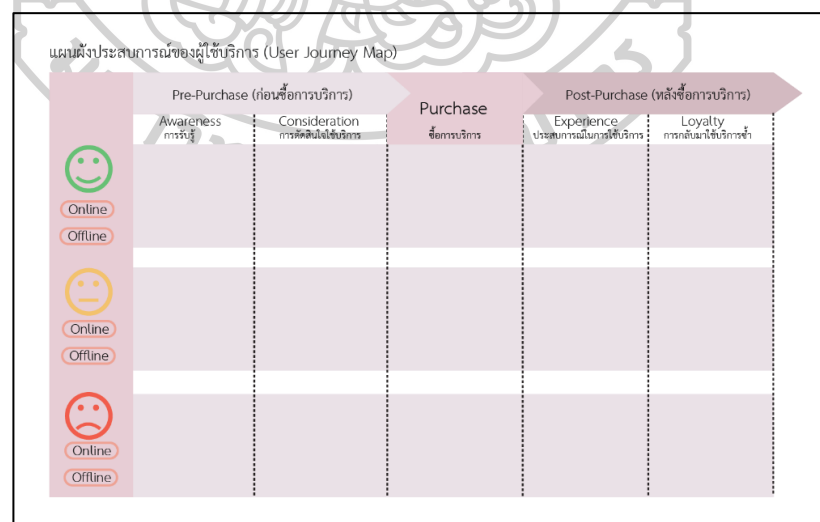 แผนผังประสบการณ์ของผู้ใช้บริการ (User Journey Map)
Pre-Purchase (ก่อนซื้อการบริการ)
Purchase
Post-Purchase (หลังซื้อการบริการ)
Awareness
Consideration
Experience
Loyalty
การรับรู้
การตัดสินใจใช้บริการ
ซื้อการบริการ
ประสบการณ์ในการใช้บริการ
การกลับมาใช้บริการซ้ำ
Online
Offline
Online
Offline
Online
Offline